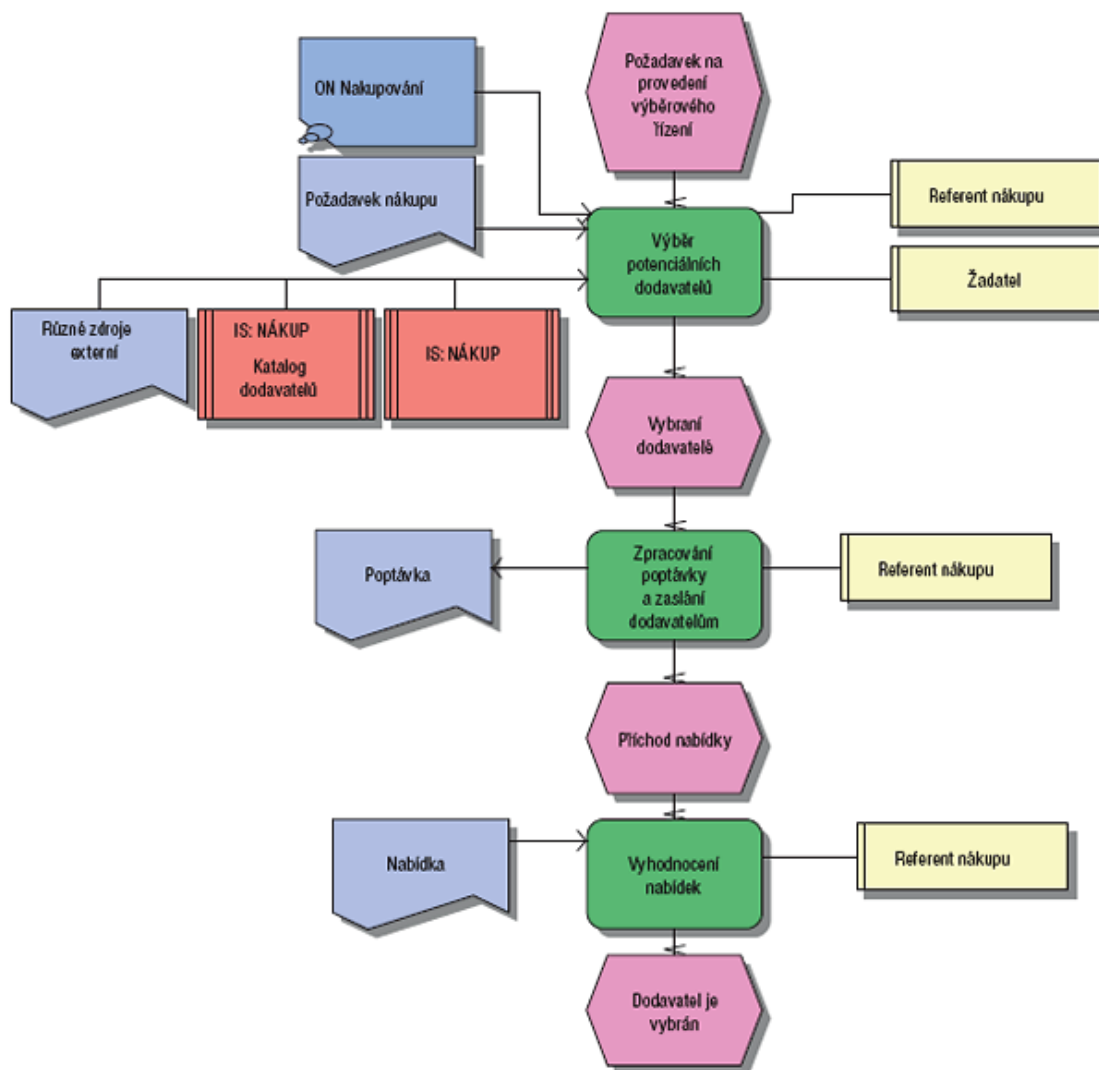 Požadavek na
provedení
výběrového
řízení
ON Nakupování
Požadavek nákupu
Referent nákupu
Výběr
potenciálních
dodavatelů
Žadatel
Různé zdroje
externí
IS: NÁKUP
Katalog
dodavatelů
IS: NÁKUP
Vybraní
dodavatelé
Poptávka
Zpracování
poptávky
a zaslání
dodavatelům
Referent nákupu
Příchod nabídky
Nabídka
Vyhodnocení
nabídek
Referent nákupu
Dodavatel je
vybrán